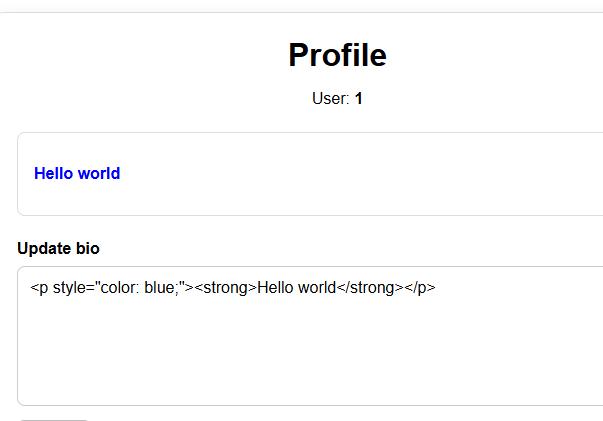 Profile
User: 1
Hello world
Update bio
<p style="color: blue;"><strong>Hello world</strong></p>